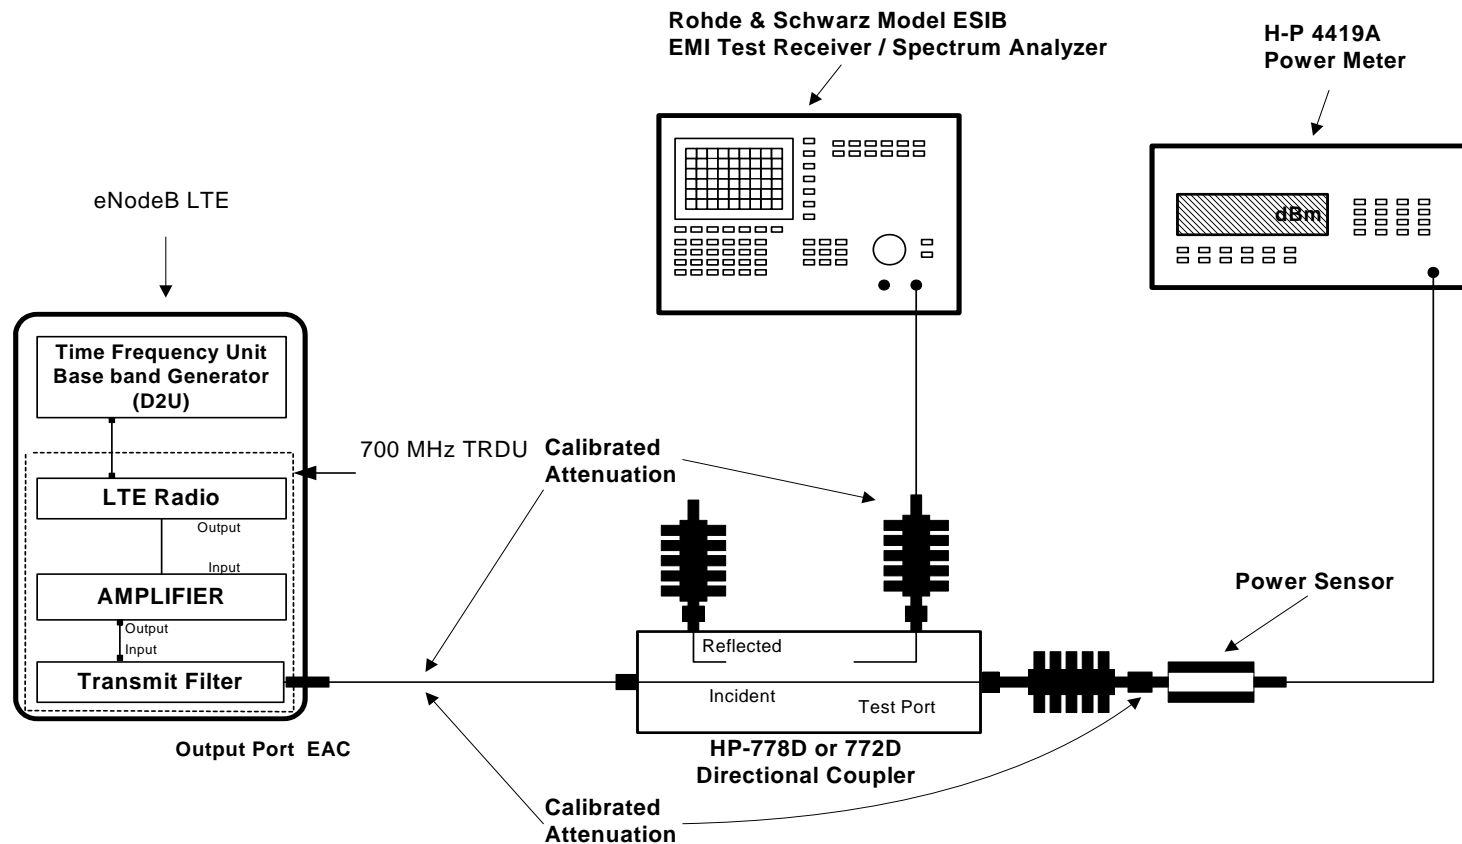 Rohde & Schwarz Model ESIB
EMI Test Receiver / Spectrum Analyzer
H-P 4419A
Power Meter
dBm
eNodeB LTE
Time Frequency Unit
Base band Generator
(D2U)
700 MHz TRDU
Calibrated
Attenuation
LTE Radio
Output
Input
AMPLIFIER
Output
Input
Transmit Filter
Output Port EAC
Power Sensor
Reflected
Incident
Test Port
HP-778D or 772D
Directional Coupler
Calibrated
Attenuation